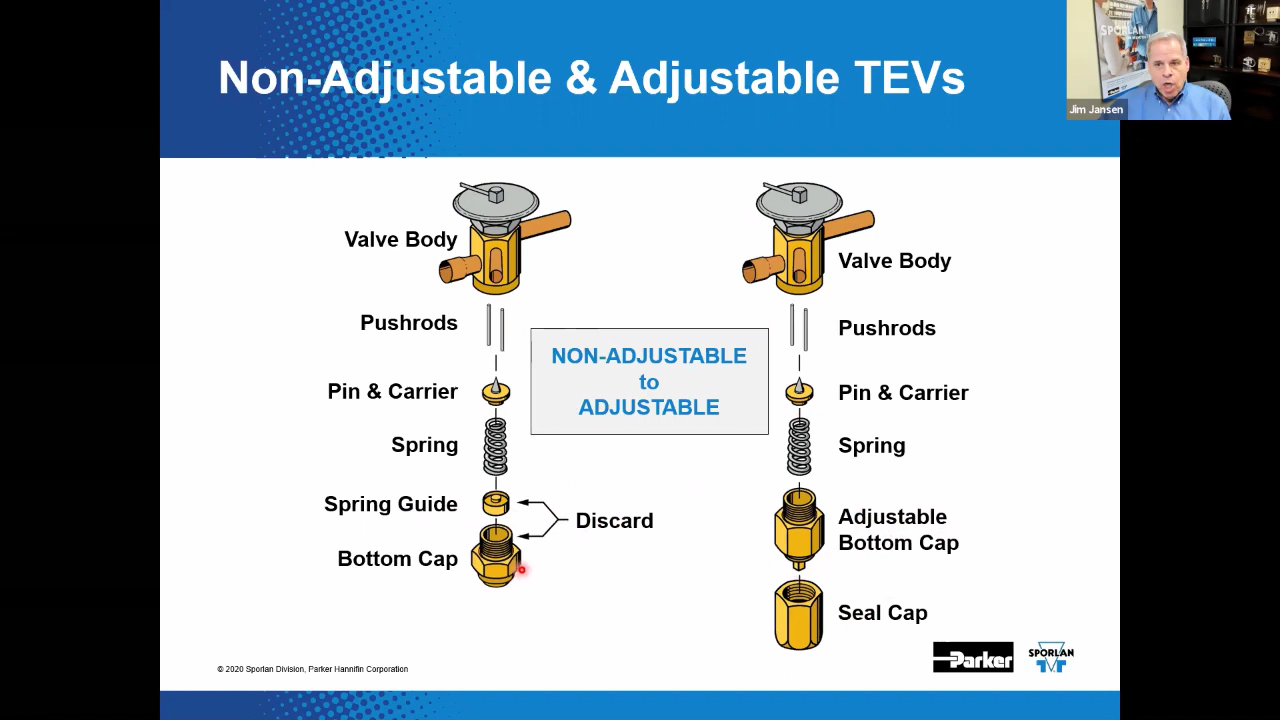 Non-Adjustable & Adjustable TEVs
SPORLAN
Jim Jansen
Valve Body
Pushrods
Pin & Carrier
Spring
Spring Guide
Bottom Cap
Discard
NON-ADJUSTABLE
to
ADJUSTABLE
Valve Body
Pushrods
Pin & Carrier
Spring
Adjustable
Bottom Cap
Seal Cap
© 2020 Sporlan Division, Parker Hannifin Corporation
Parker
SPORLAN